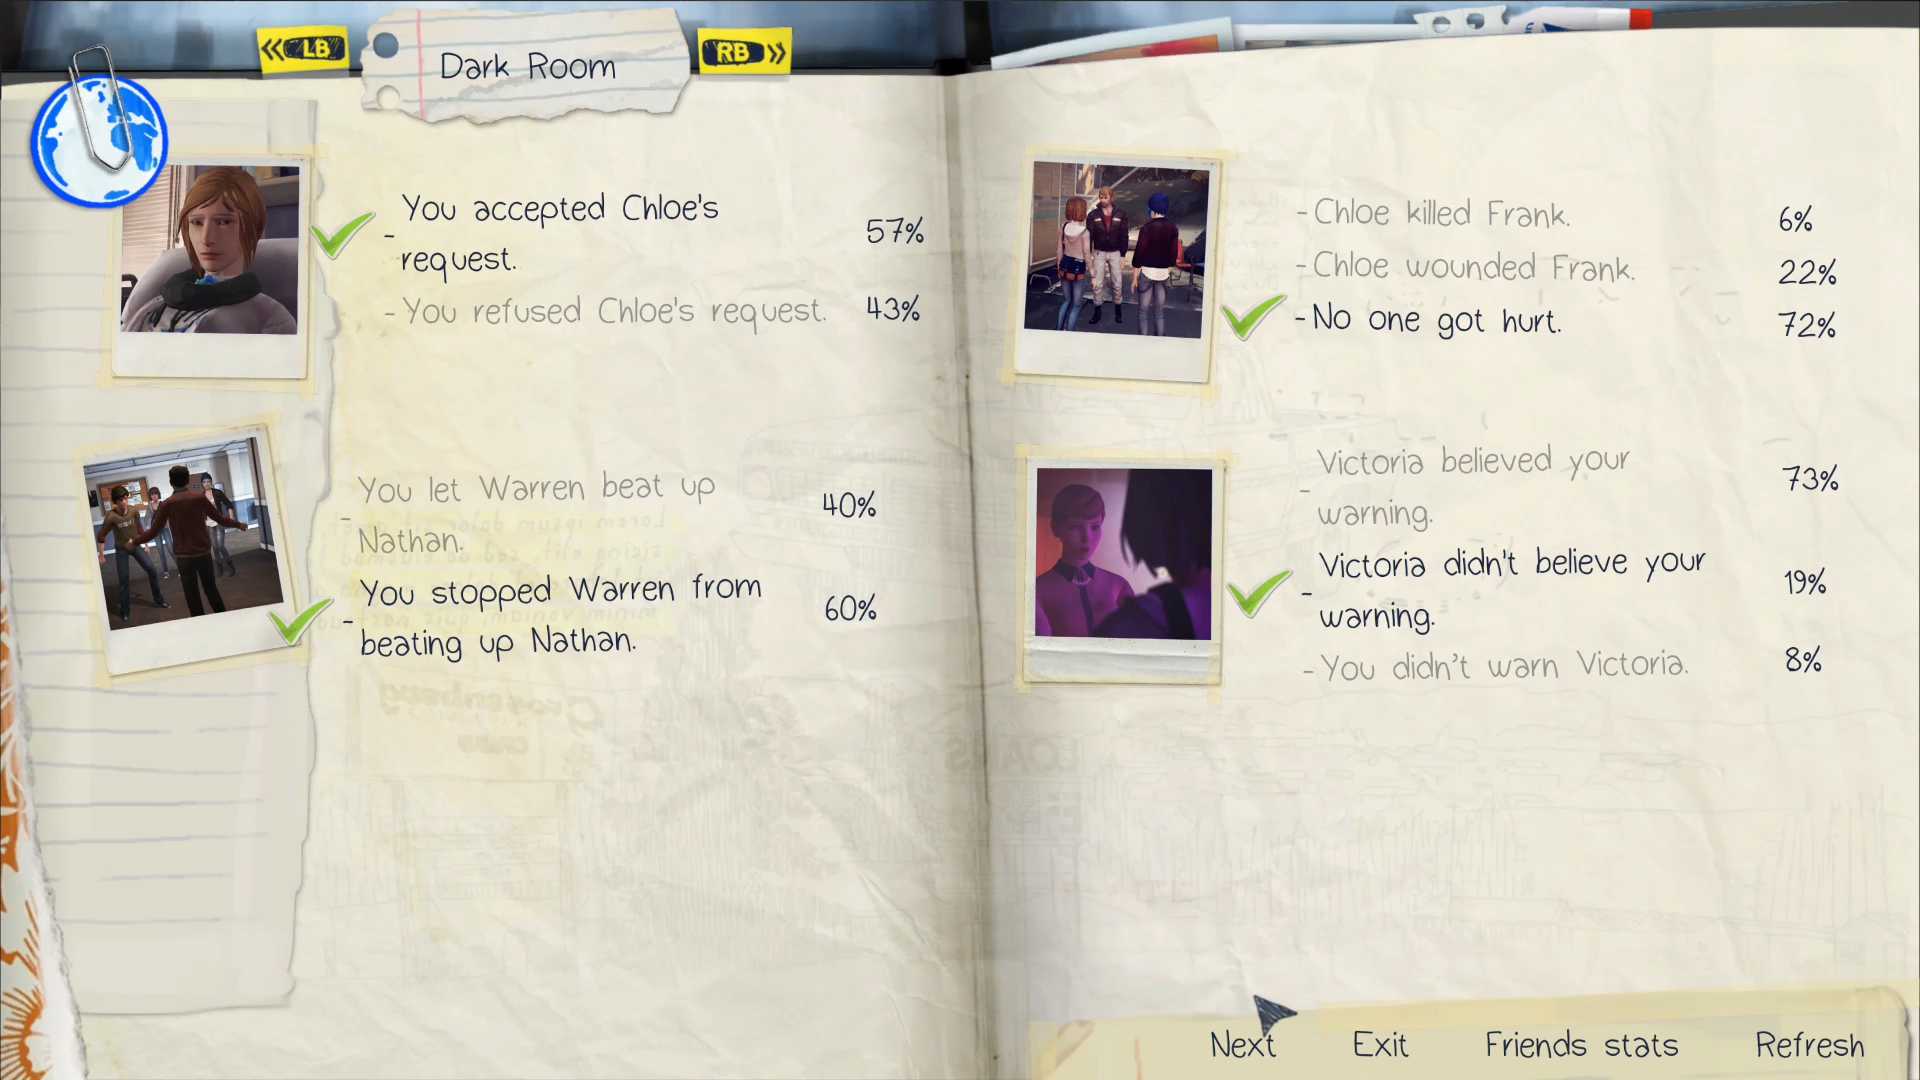 LB
Dark Room
RB
You accepted Chloe's
-
request.
57%
- You refused Chloe's request.
43%
You let Warren beat up
-
Nathan.
40%
You stopped Warren from
-
beating up Nathan.
60%
- Chloe killed Frank.
6%
- Chloe wounded Frank.
22%
- No one got hurt.
72%
Victoria believed your
-
warning.
73%
Victoria didn't believe your
-
warning.
19%
- You didn't warn Victoria.
8%
Next
Exit
Friends stats
Refresh